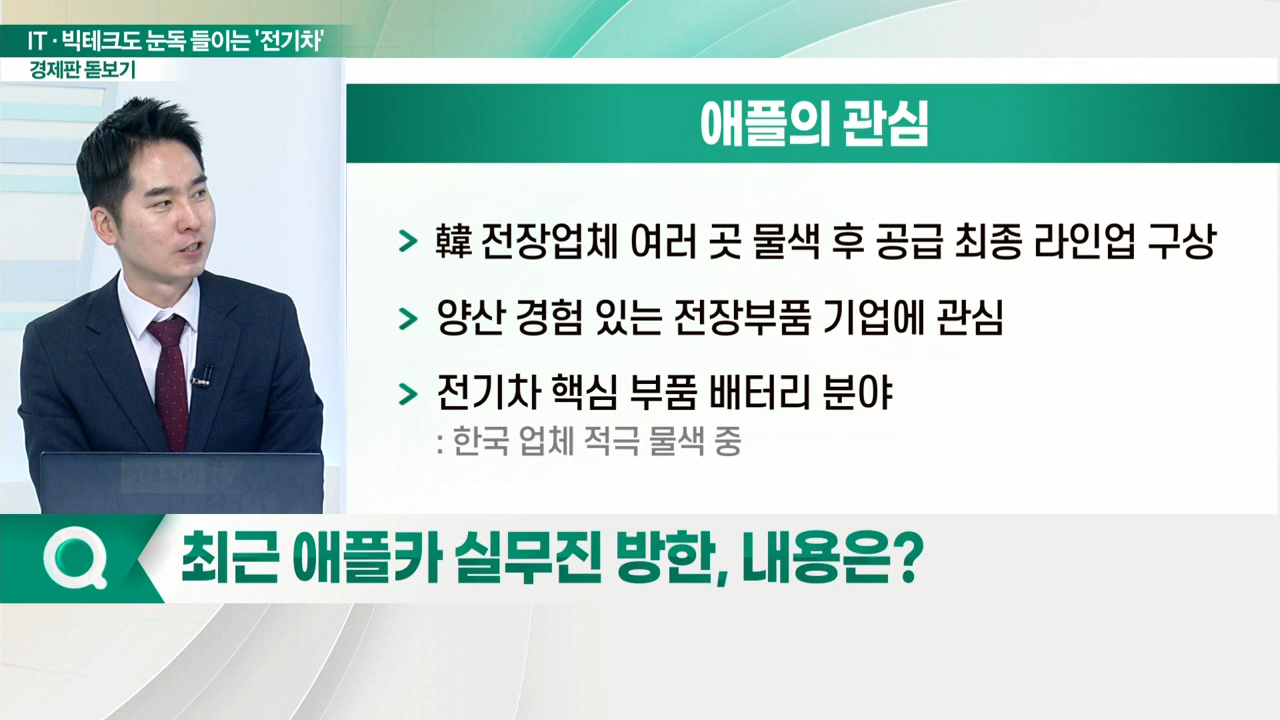 IT·빅테크도 눈독 들이는 '전기차'
경제판 돋보기
애플의 관심
> 韓 전장업체 여러 곳 물색 후 공급 최종 라인업 구상
> 양산 경험 있는 전장부품 기업에 관심
> 전기차 핵심 부품 배터리 분야
: 한국 업체 적극 물색 중
Q 최근 애플카 실무진 방한, 내용은?